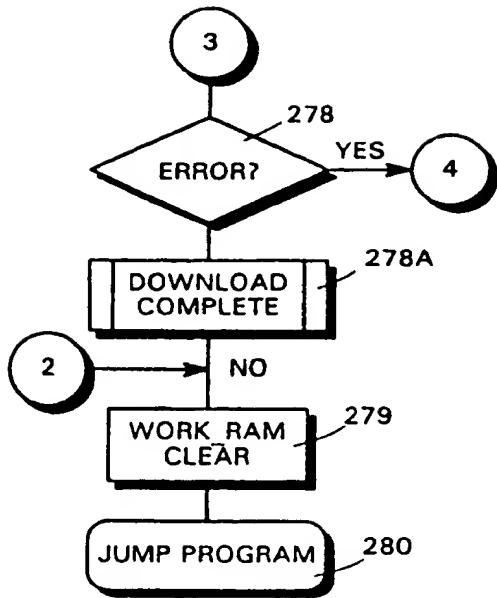 3
278
ERROR?
YES
4
DOWNLOAD
COMPLETE
278A
2
NO
WORK RAM
CLEAR
279
JUMP PROGRAM
280